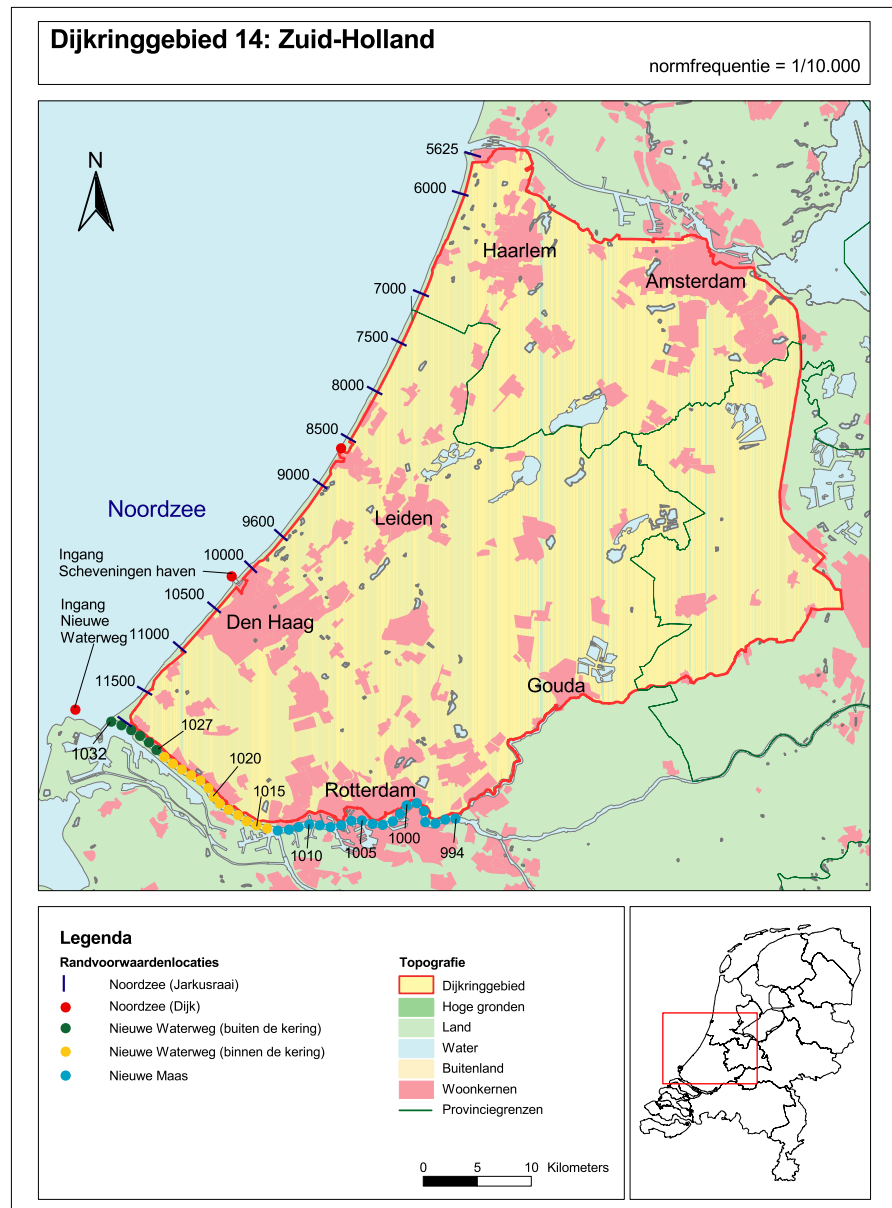 Dijkringgebied 14: Zuid-Holland
normfrequentie = 1/10.000
N
5625
6000
Haarlem
Amsterdam
7000
7500
8000
8500
9000
Noordzee
Leiden
9600
Ingang
Scheveningen haven
10000
10500
Ingang
Nieuwe
Waterweg
Den Haag
11000
11500
Gouda
1027
1032
1020
Rotterdam
1015
1010
1005
1000
994
Legenda
Randvoorwaardenlocaties
Noordzee (Jarkusraai)
Noordzee (Dijk)
Nieuwe Waterweg (buiten de kering)
Nieuwe Waterweg (binnen de kering)
Nieuwe Maas
Topografie
Dijkringgebied
Hoge gronden
Land
Water
Buitenland
Woonkernen
Provinciegrenzen
0 5 10 Kilometers